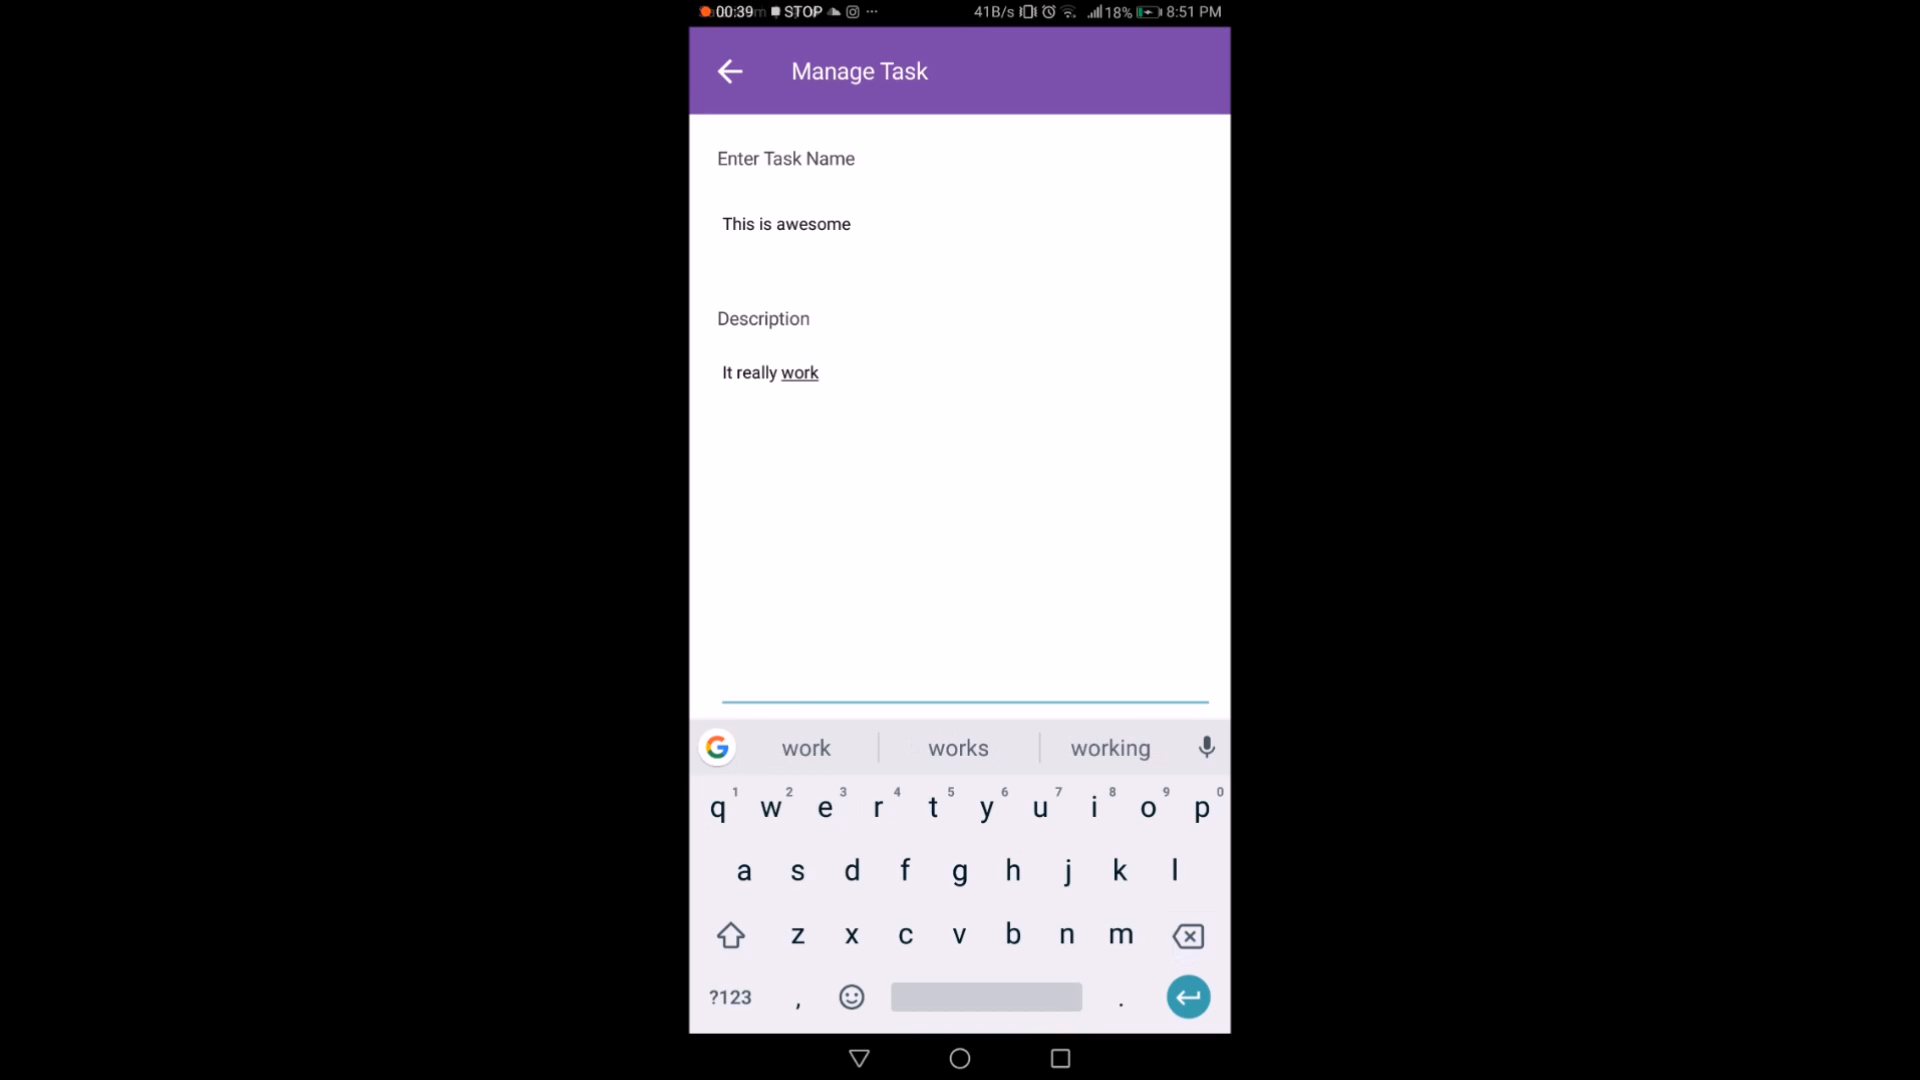 00:39 STOP ... 41B/s 18% 8:51 PM
Manage Task
Enter Task Name
This is awesome
Description
It really work
G work works working
1 2 3 4 5 6 7 8 9 0
q w e r t y u i o p
a s d f g h j k l
z x c v b n m
?123 , .